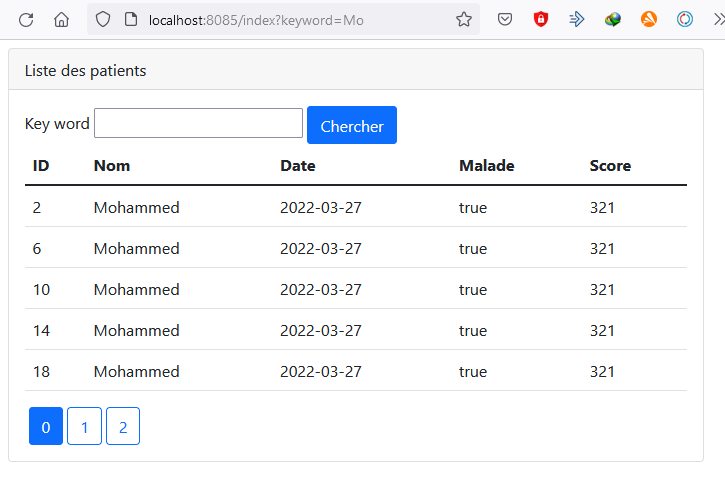 localhost:8085/index?keyword=Mo
Liste des patients
Key word Chercher
ID Nom Date Malade Score
2 Mohammed 2022-03-27 true 321
6 Mohammed 2022-03-27 true 321
10 Mohammed 2022-03-27 true 321
14 Mohammed 2022-03-27 true 321
18 Mohammed 2022-03-27 true 321
0 1 2